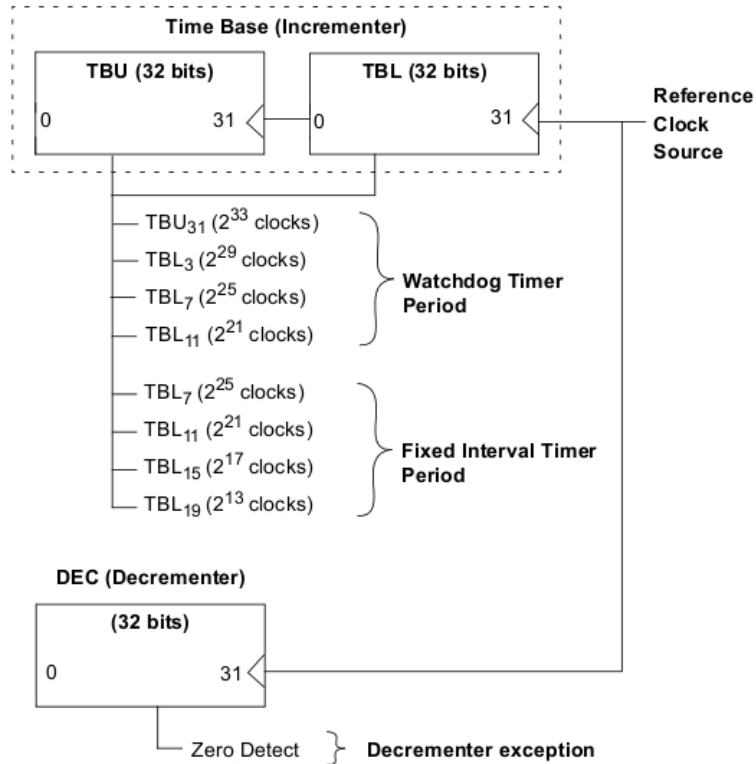 Time Base (Incrementer)
TBU (32 bits)
TBL (32 bits)
0 31
0 31
Reference
Clock
Source
TBU31 (2^33 clocks)
TBL3 (2^29 clocks)
TBL7 (2^25 clocks)
TBL11 (2^21 clocks)
Watchdog Timer
Period
TBL7 (2^25 clocks)
TBL11 (2^21 clocks)
TBL15 (2^17 clocks)
TBL19 (2^13 clocks)
Fixed Interval Timer
Period
DEC (Decrementer)
(32 bits)
0 31
Zero Detect
Decrementer exception